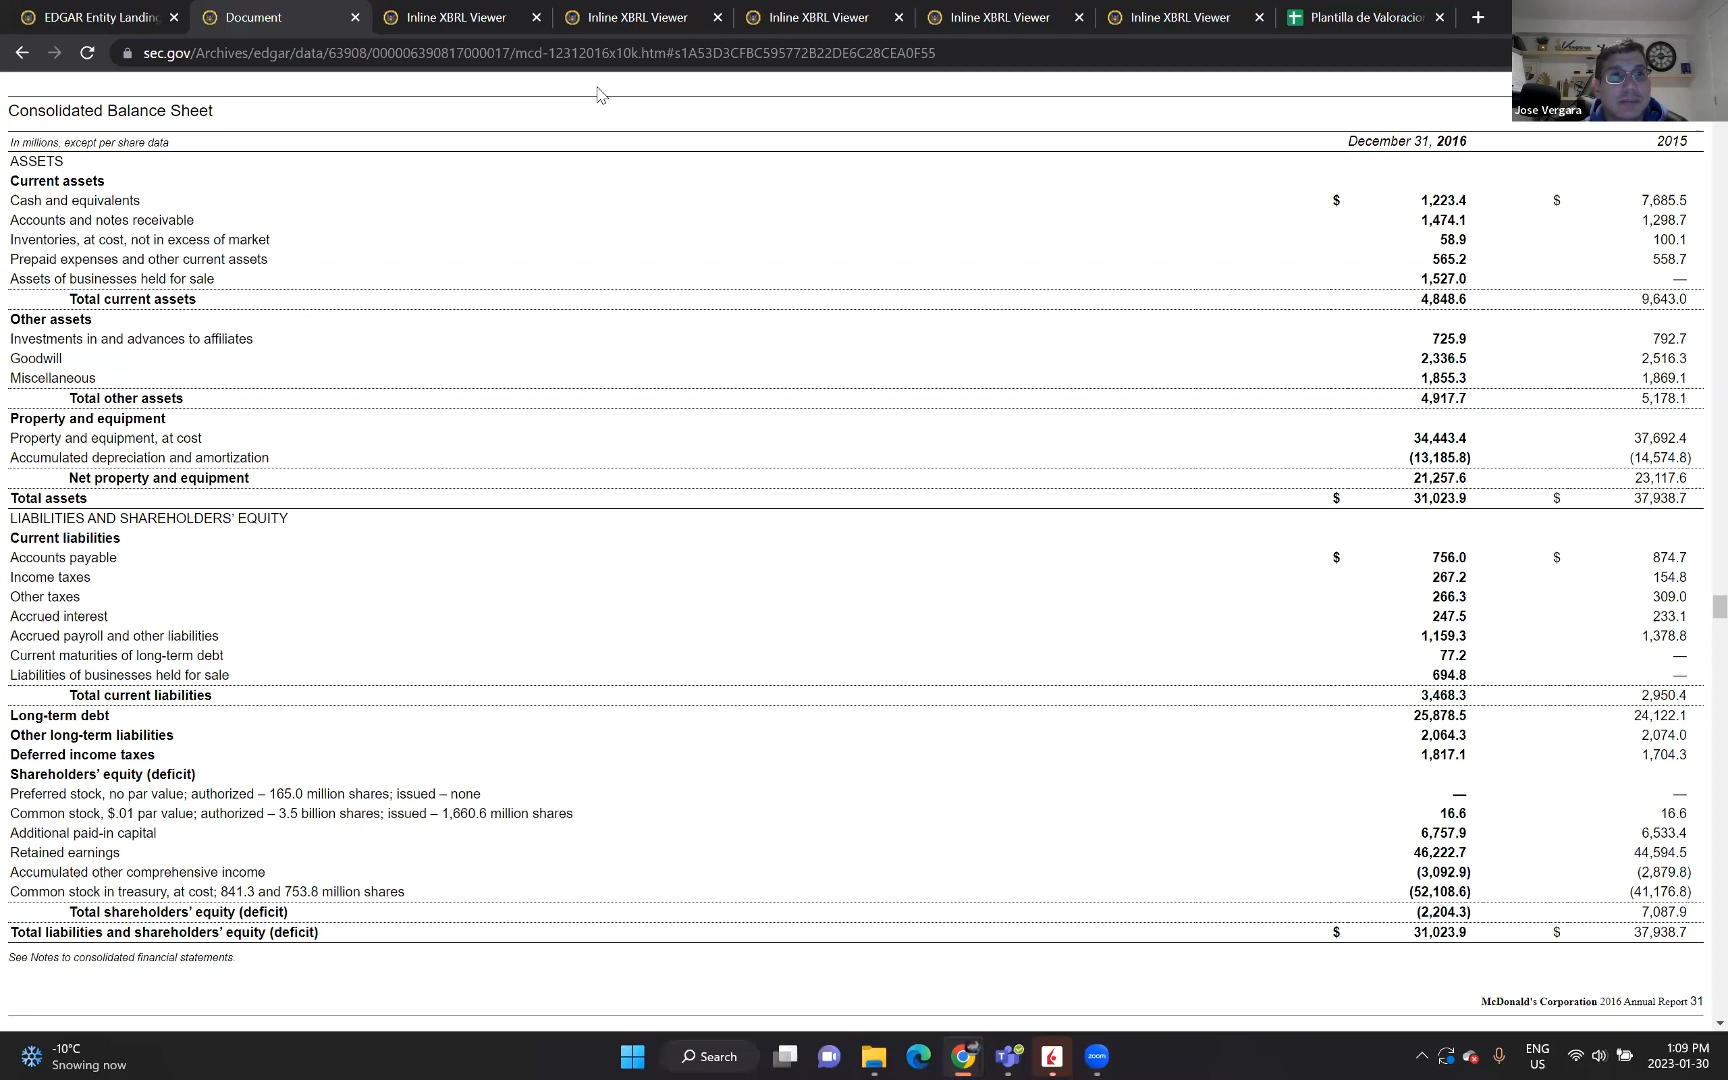 EDGAR Entity Landin
Document
Inline XBRL Viewer
Inline XBRL Viewer
Inline XBRL Viewer
Inline XBRL Viewer
Inline XBRL Viewer
Plantilla de Valoracion
sec.gov/Archives/edgar/data/63908/000006390817000017/mcd-12312016x10k.htm#s1A53D3CFBC595772B22DE6C28CEA0F55
Jose Vergara
Consolidated Balance Sheet
In millions, except per share data December 31, 2016 2015
ASSETS
Current assets
Cash and equivalents $ 1,223.4 $ 7,685.5
Accounts and notes receivable 1,474.1 1,298.7
Inventories, at cost, not in excess of market 58.9 100.1
Prepaid expenses and other current assets 565.2 558.7
Assets of businesses held for sale 1,527.0 —
Total current assets 4,848.6 9,643.0
Other assets
Investments in and advances to affiliates 725.9 792.7
Goodwill 2,336.5 2,516.3
Miscellaneous 1,855.3 1,869.1
Total other assets 4,917.7 5,178.1
Property and equipment
Property and equipment, at cost 34,443.4 37,692.4
Accumulated depreciation and amortization (13,185.8) (14,574.8)
Net property and equipment 21,257.6 23,117.6
Total assets $ 31,023.9 $ 37,938.7
LIABILITIES AND SHAREHOLDERS’ EQUITY
Current liabilities
Accounts payable $ 756.0 $ 874.7
Income taxes 267.2 154.8
Other taxes 266.3 309.0
Accrued interest 247.5 233.1
Accrued payroll and other liabilities 1,159.3 1,378.8
Current maturities of long-term debt 77.2 —
Liabilities of businesses held for sale 694.8 —
Total current liabilities 3,468.3 2,950.4
Long-term debt 25,878.5 24,122.1
Other long-term liabilities 2,064.3 2,074.0
Deferred income taxes 1,817.1 1,704.3
Shareholders’ equity (deficit)
Preferred stock, no par value; authorized – 165.0 million shares; issued – none — —
Common stock, $.01 par value; authorized – 3.5 billion shares; issued – 1,660.6 million shares 16.6 16.6
Additional paid-in capital 6,757.9 6,533.4
Retained earnings 46,222.7 44,594.5
Accumulated other comprehensive income (3,092.9) (2,879.8)
Common stock in treasury, at cost; 841.3 and 753.8 million shares (52,108.6) (41,176.8)
Total shareholders’ equity (deficit) (2,204.3) 7,087.9
Total liabilities and shareholders’ equity (deficit) $ 31,023.9 $ 37,938.7
See Notes to consolidated financial statements.
McDonald's Corporation 2016 Annual Report 31
-10°C
Snowing now
Search
zoom
ENG
US
1:09 PM
2023-01-30